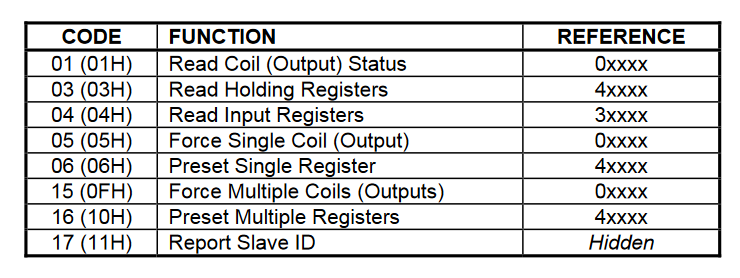 CODE FUNCTION REFERENCE
01 (01H) Read Coil (Output) Status 0xxxx
03 (03H) Read Holding Registers 4xxxx
04 (04H) Read Input Registers 3xxxx
05 (05H) Force Single Coil (Output) 0xxxx
06 (06H) Preset Single Register 4xxxx
15 (0FH) Force Multiple Coils (Outputs) 0xxxx
16 (10H) Preset Multiple Registers 4xxxx
17 (11H) Report Slave ID Hidden